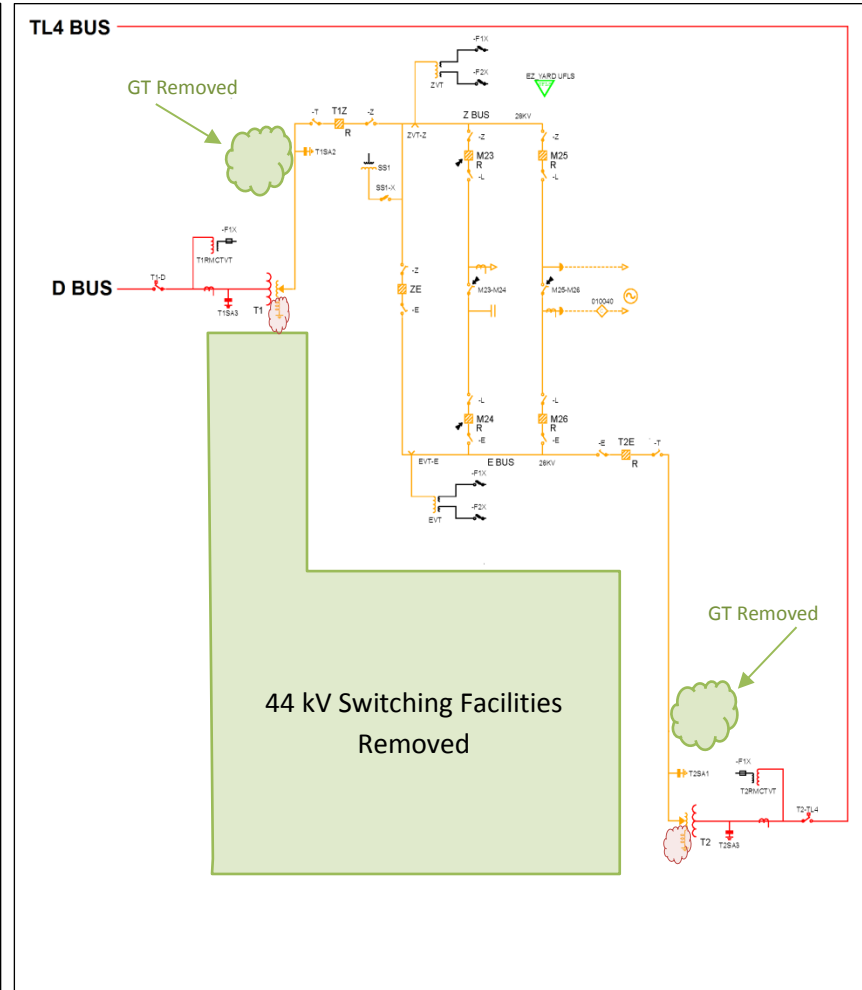 TL4 BUS
-F1X
-F2X
ZVT
EZ_YARD UFLS
GT Removed
-T
T1Z
-Z
R
Z BUS
28KV
ZVT-Z
T1SA2
SS1
SS1-X
-Z
M23
R
-L
-Z
M25
R
-L
-F1X
T1RMCTVT
D BUS
T1-D
T1SA3
T1
-Z
ZE
-E
M23-M24
M25-M26
010040
-L
M24
R
-E
-L
M26
R
-E
EVT-E
E BUS
28KV
-E
T2E
-T
R
-F1X
-F2X
EVT
GT Removed
44 kV Switching Facilities
Removed
T2SA1
-F1X
T2RMCTVT
T2-TL4
T2
T2SA3